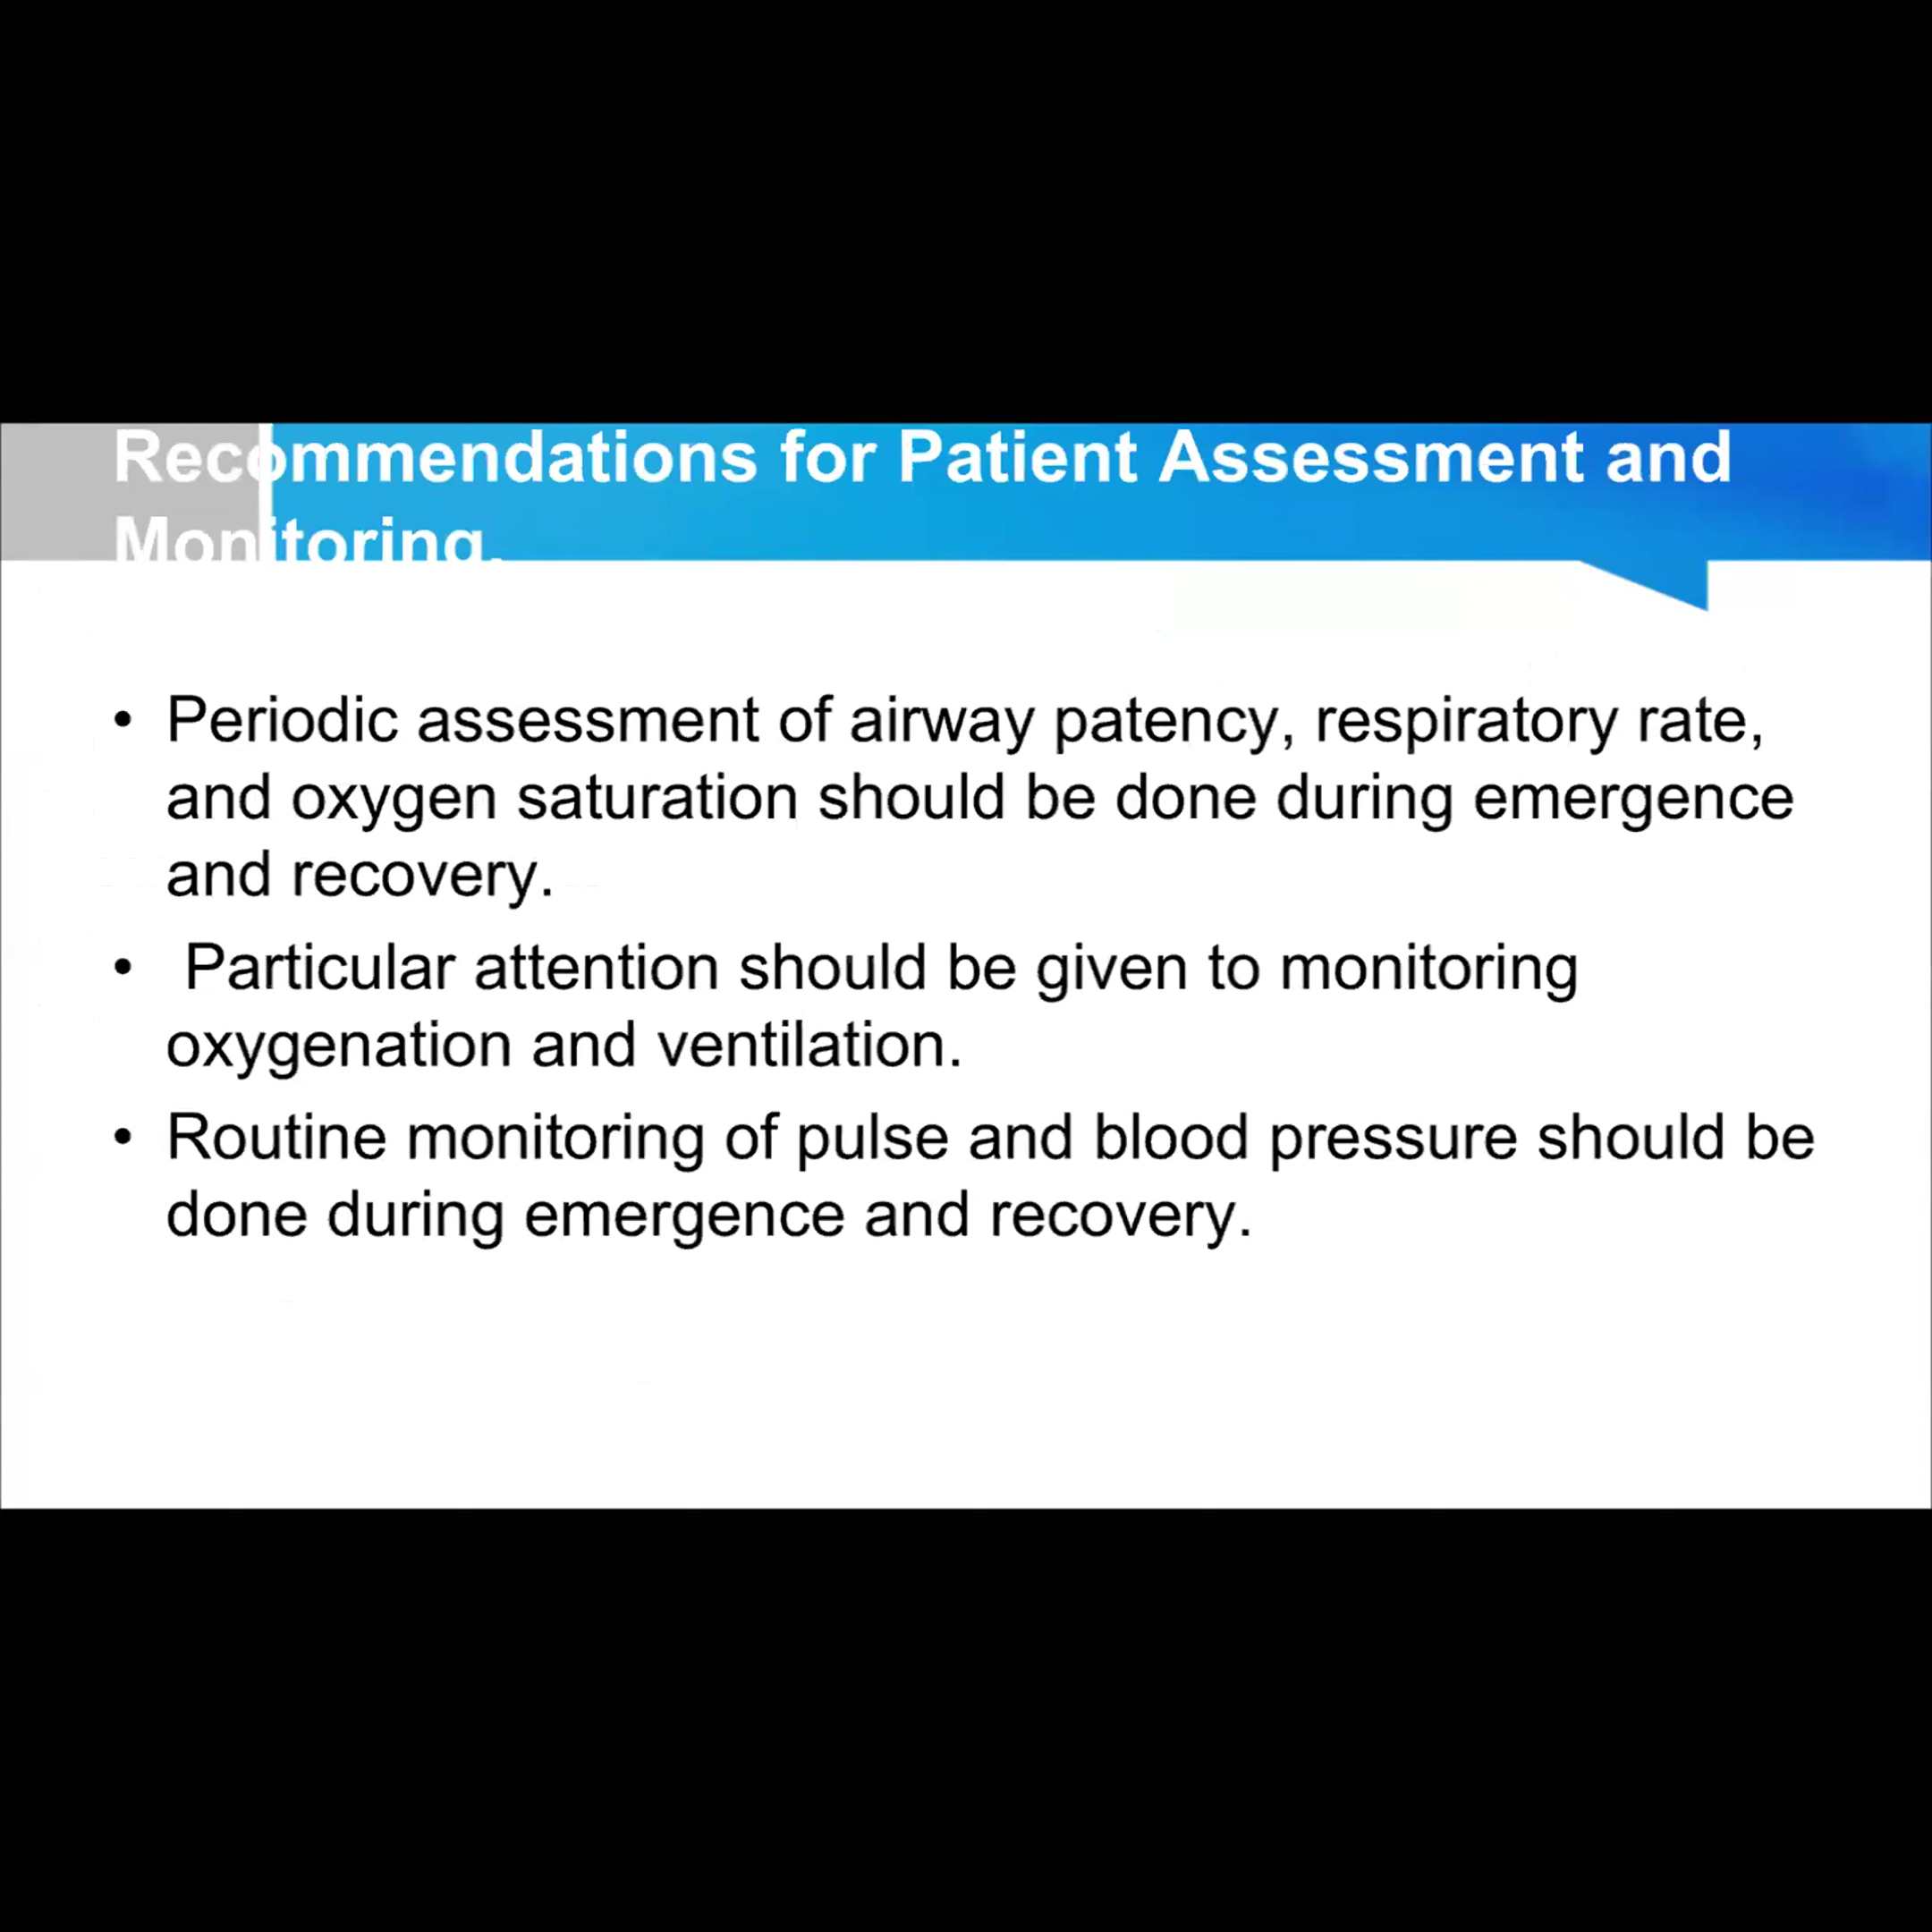 Recommendations for Patient Assessment and
Monitoring.
• Periodic assessment of airway patency, respiratory rate,
and oxygen saturation should be done during emergence
and recovery.
• Particular attention should be given to monitoring
oxygenation and ventilation.
• Routine monitoring of pulse and blood pressure should be
done during emergence and recovery.